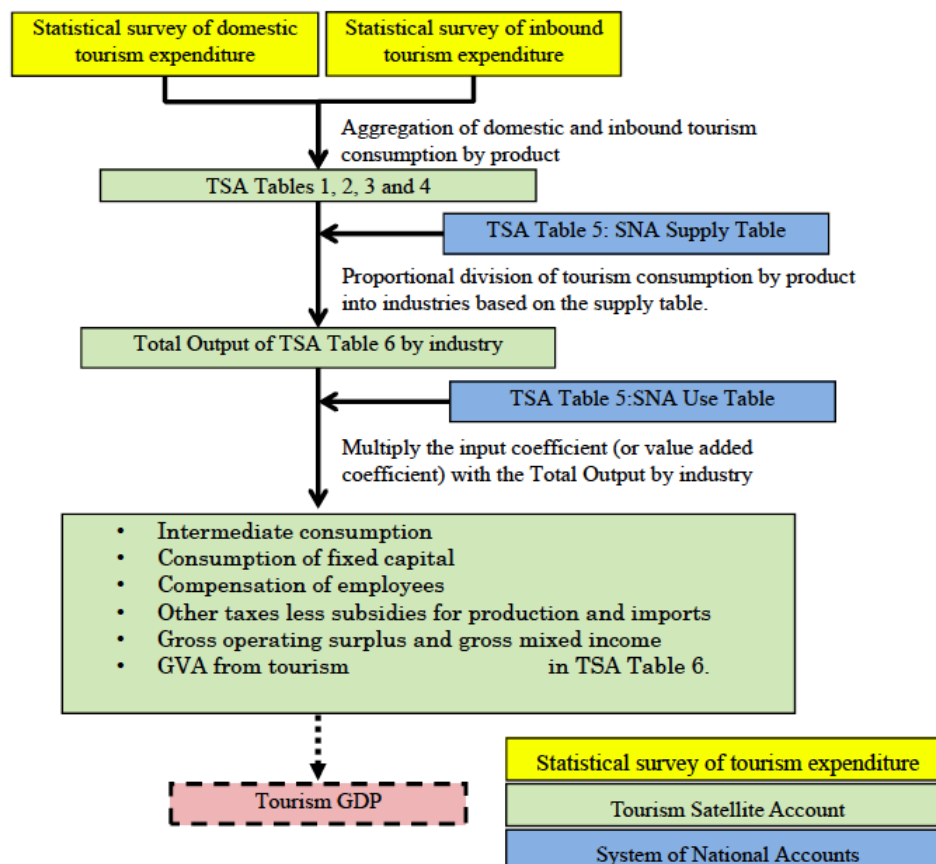 Statistical survey of domestic
tourism expenditure
Statistical survey of inbound
tourism expenditure
Aggregation of domestic and inbound tourism
consumption by product
TSA Tables 1, 2, 3 and 4
TSA Table 5: SNA Supply Table
Proportional division of tourism consumption by product
into industries based on the supply table.
Total Output of TSA Table 6 by industry
TSA Table 5:SNA Use Table
Multiply the input coefficient (or value added
coefficient) with the Total Output by industry
• Intermediate consumption
• Consumption of fixed capital
• Compensation of employees
• Other taxes less subsidies for production and imports
• Gross operating surplus and gross mixed income
• GVA from tourism in TSA Table 6.
Tourism GDP
Statistical survey of tourism expenditure
Tourism Satellite Account
System of National Accounts